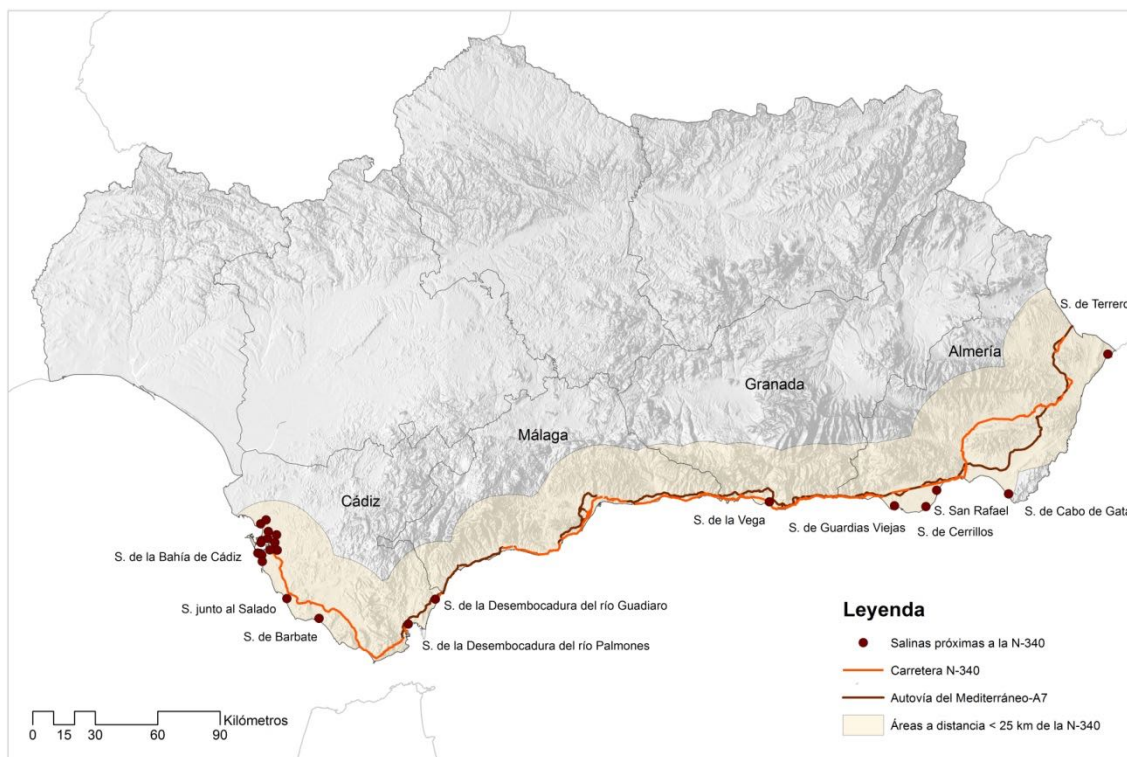 S. de Terrero
Almería
Granada
Málaga
Cádiz
S. de la Vega
S. San Rafael
S. de Cabo de Gata
S. de Guardias Viejas
S. de Cerrillos
S. de la Bahía de Cádiz
S. junto al Salado
S. de la Desembocadura del río Guadiaro
S. de Barbate
S. de la Desembocadura del río Palmones
Leyenda
Salinas próximas a la N-340
Carretera N-340
Autovía del Mediterráneo-A7
Áreas a distancia < 25 km de la N-340
Kilómetros
0 15 30 60 90